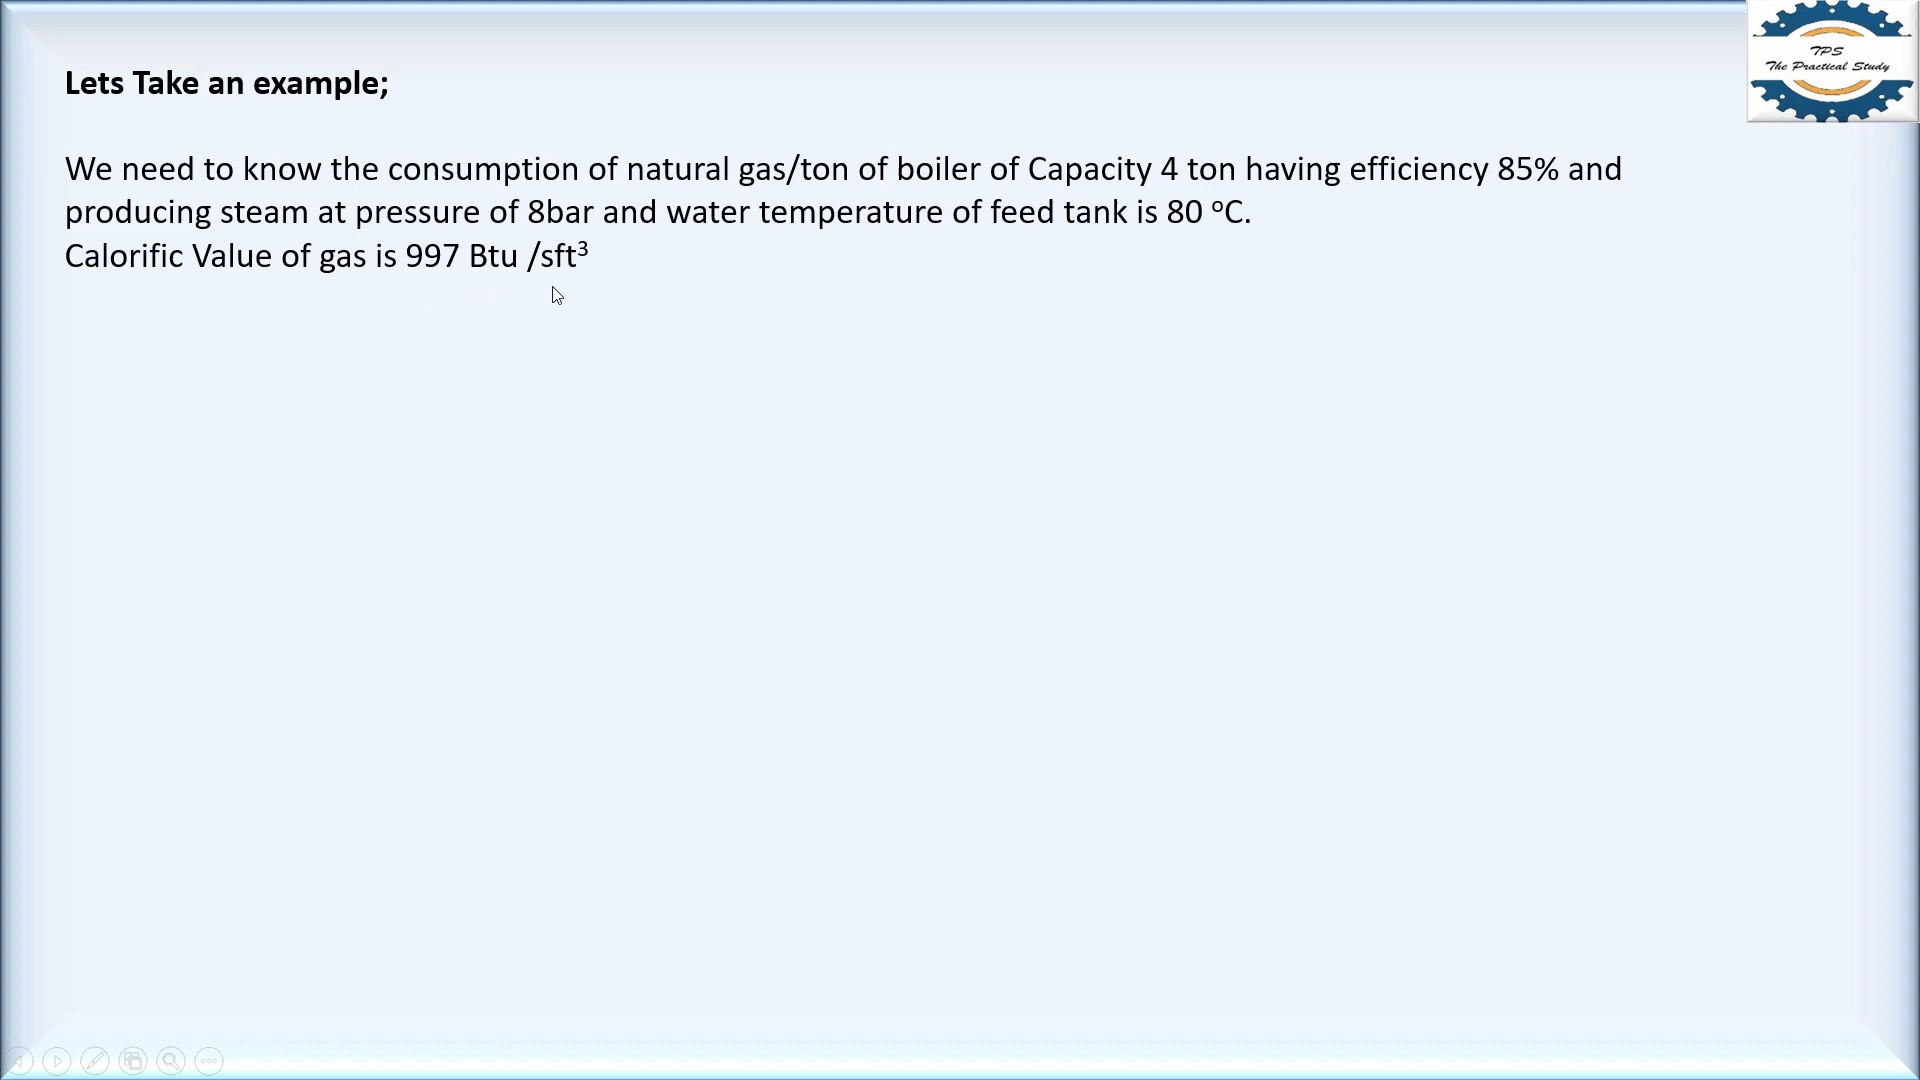 TPS
The Practical Study
Lets Take an example;
We need to know the consumption of natural gas/ton of boiler of Capacity 4 ton having efficiency 85% and
producing steam at pressure of 8bar and water temperature of feed tank is 80 ᵒC.
Calorific Value of gas is 997 Btu /sft³